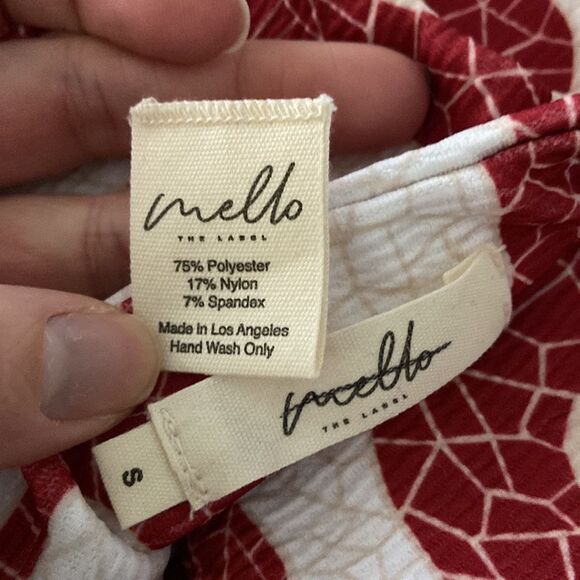 mello
THE LABEL
75% Polyester
17% Nylon
7% Spandex
Made in Los Angeles
Hand Wash Only
mello
THE LABEL
S